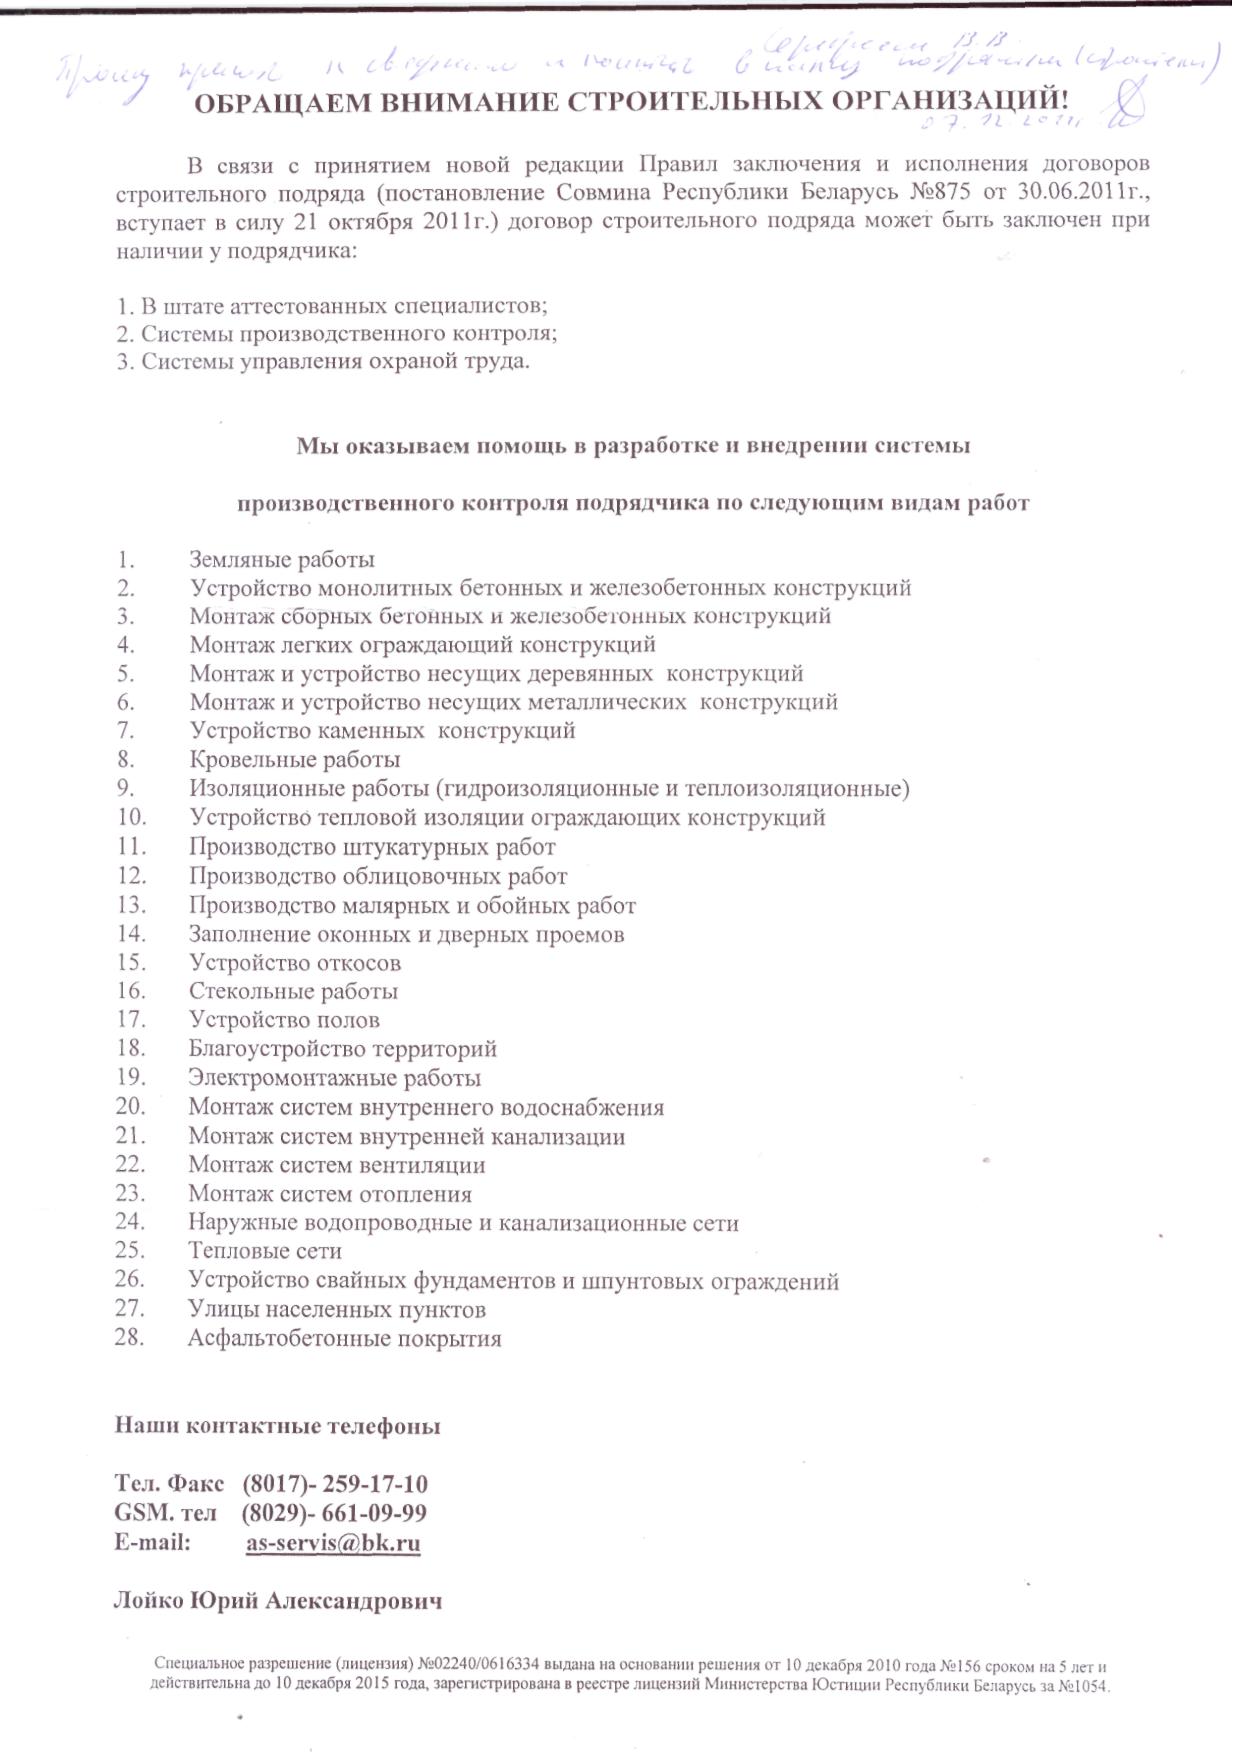 Прошу принять к сведению и
В.В.
ОБРАЩАЕМ ВНИМАНИЕ СТРОИТЕЛЬНЫХ ОРГАНИЗАЦИЙ!
07.12.2011
В связи с принятием новой редакции Правил заключения и исполнения договоров
строительного подряда (постановление Совмина Республики Беларусь №875 от 30.06.2011г.,
вступает в силу 21 октября 2011г.) договор строительного подряда может быть заключен при
наличии у подрядчика:
1. В штате аттестованных специалистов;
2. Системы производственного контроля;
3. Системы управления охраной труда.
Мы оказываем помощь в разработке и внедрении системы
производственного контроля подрядчика по следующим видам работ
1. Земляные работы
2. Устройство монолитных бетонных и железобетонных конструкций
3. Монтаж сборных бетонных и железобетонных конструкций
4. Монтаж легких ограждающий конструкций
5. Монтаж и устройство несущих деревянных конструкций
6. Монтаж и устройство несущих металлических конструкций
7. Устройство каменных конструкций
8. Кровельные работы
9. Изоляционные работы (гидроизоляционные и теплоизоляционные)
10. Устройство тепловой изоляции ограждающих конструкций
11. Производство штукатурных работ
12. Производство облицовочных работ
13. Производство малярных и обойных работ
14. Заполнение оконных и дверных проемов
15. Устройство откосов
16. Стекольные работы
17. Устройство полов
18. Благоустройство территорий
19. Электромонтажные работы
20. Монтаж систем внутреннего водоснабжения
21. Монтаж систем внутренней канализации
22. Монтаж систем вентиляции
23. Монтаж систем отопления
24. Наружные водопроводные и канализационные сети
25. Тепловые сети
26. Устройство свайных фундаментов и шпунтовых ограждений
27. Улицы населенных пунктов
28. Асфальтобетонные покрытия
Наши контактные телефоны
Тел. Факс (8017)- 259-17-10
GSM. тел (8029)- 661-09-99
E-mail: as-servis@bk.ru
Лойко Юрий Александрович
Специальное разрешение (лицензия) №02240/0616334 выдана на основании решения от 10 декабря 2010 года №156 сроком на 5 лет и
действительна до 10 декабря 2015 года, зарегистрирована в реестре лицензий Министерства Юстиции Республики Беларусь за №1054.